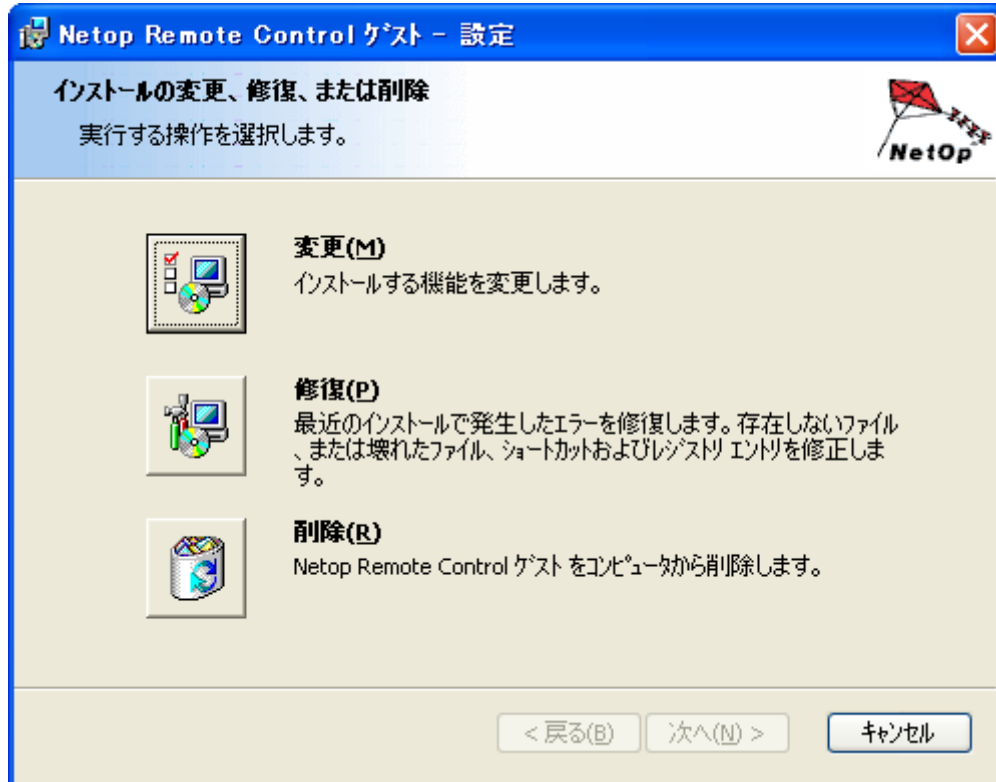 Netop Remote Control ゲスト - 設定
インストールの変更、修復、または削除
実行する操作を選択します。
NetOp
変更(M)
インストールする機能を変更します。
修復(P)
最近のインストールで発生したエラーを修復します。存在しないファイル
、または壊れたファイル、ショートカットおよびレジストリ エントリを修正しま
す。
削除(R)
Netop Remote Control ゲスト をコンピュータから削除します。
< 戻る(B)
次へ(N) >
キャンセル